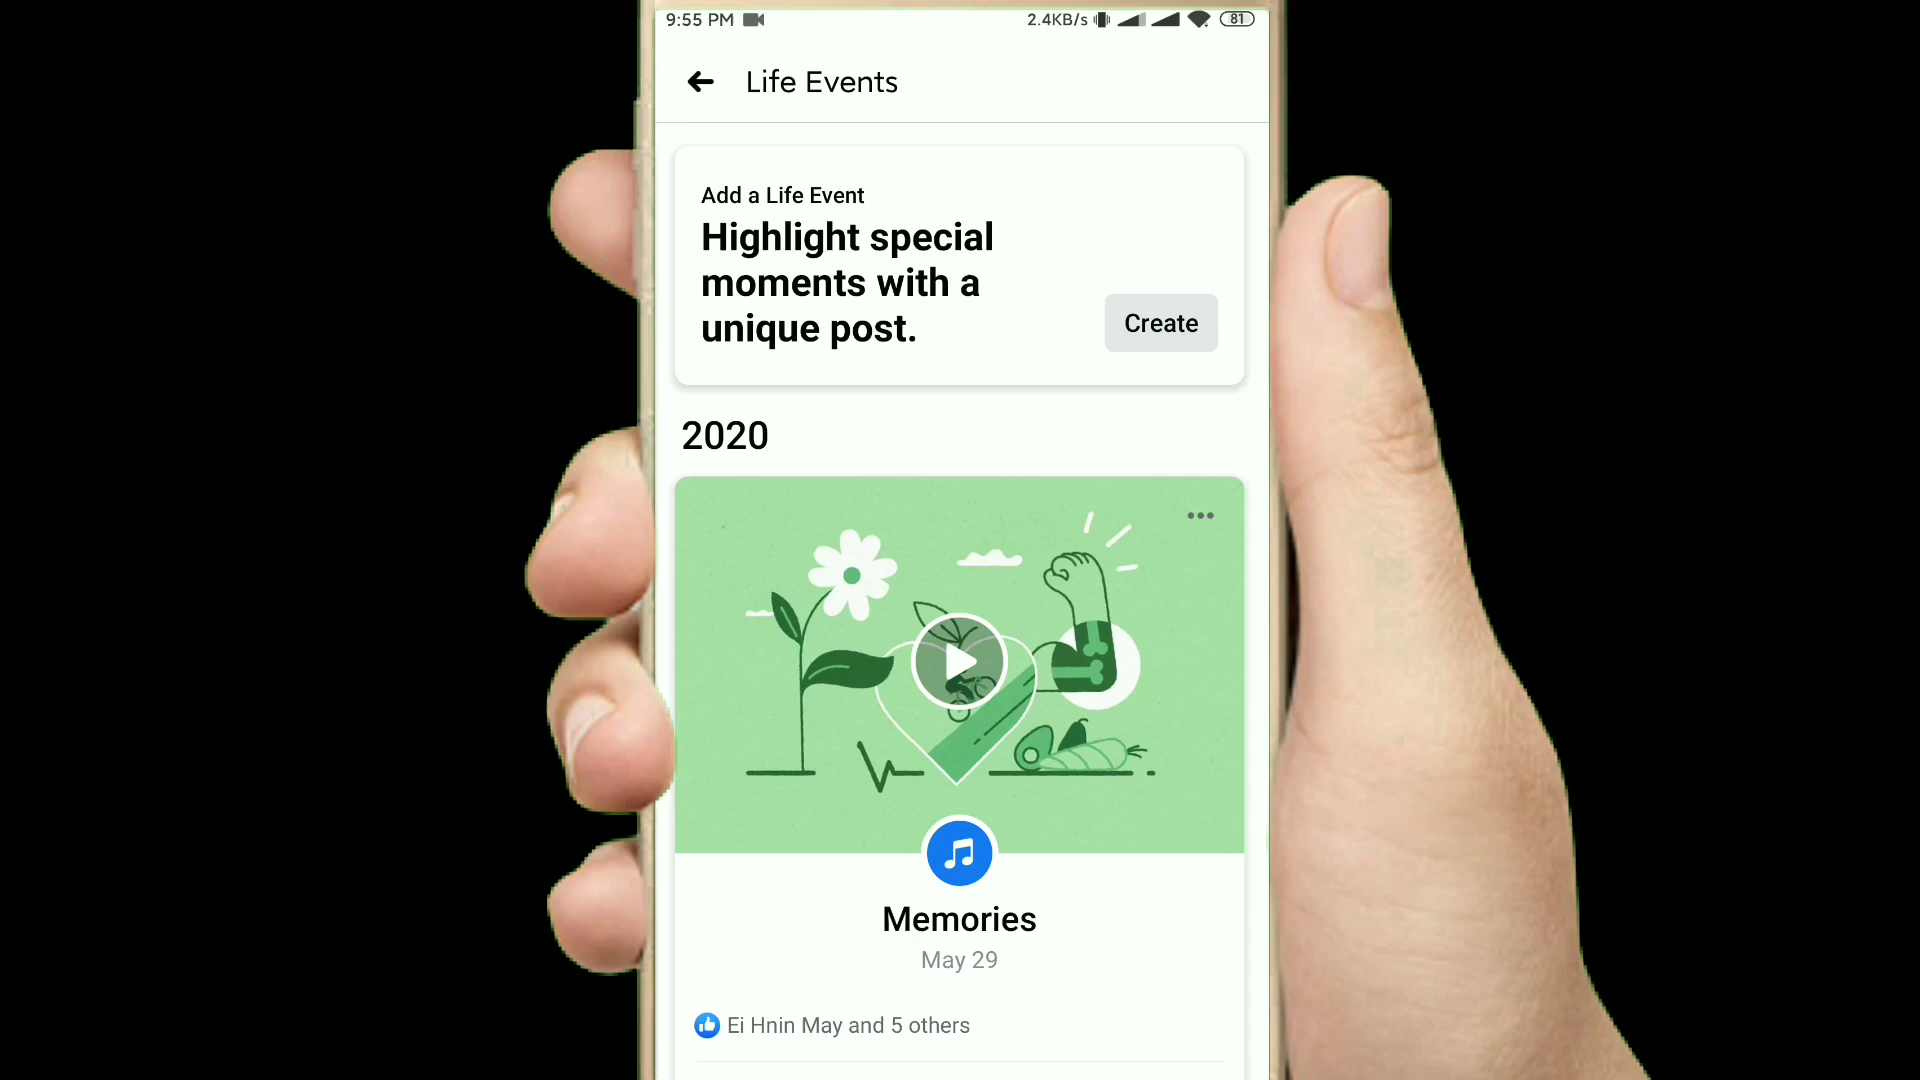 9:55 PM 2.4KB/s 81
Life Events
Add a Life Event
Highlight special
moments with a
unique post.
Create
2020
Memories
May 29
Ei Hnin May and 5 others